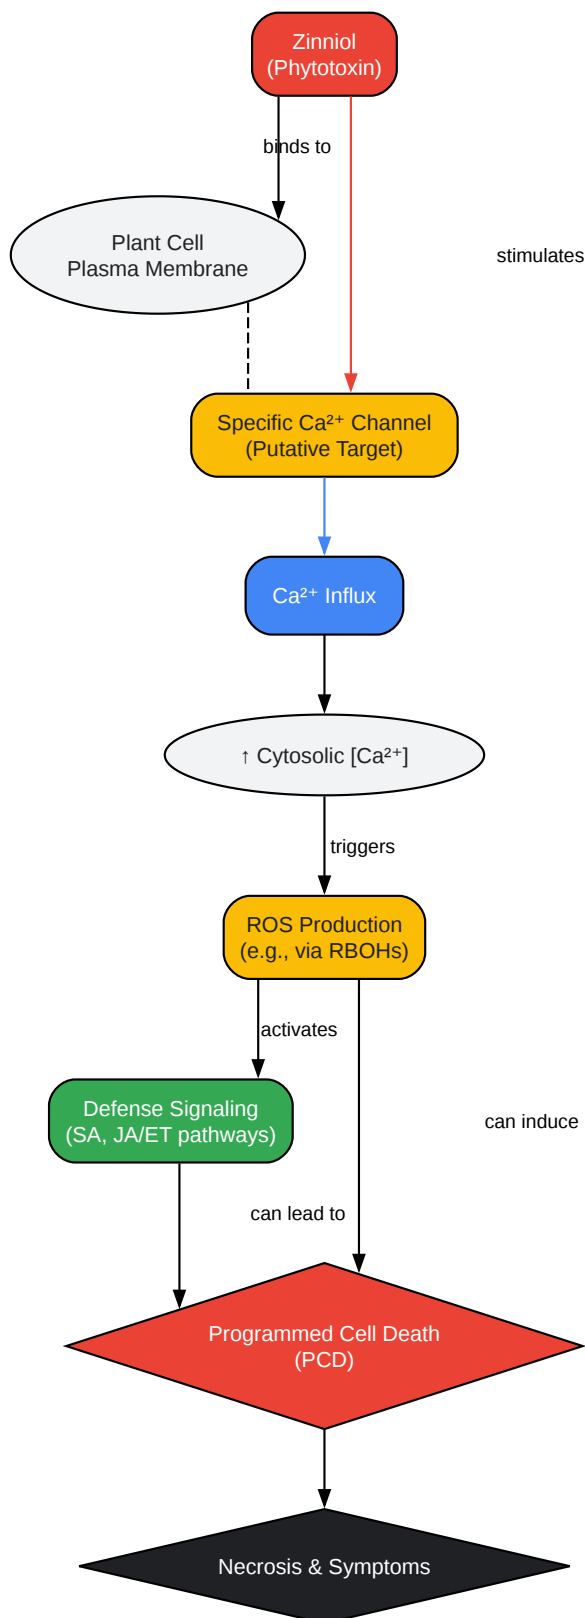 Zinniol
(Phytotoxin)
binds to
Plant Cell
Plasma Membrane
stimulates
Specific Ca²⁺ Channel
(Putative Target)
Ca²⁺ Influx
↑ Cytosolic [Ca²⁺]
triggers
ROS Production
(e.g., via RBOHs)
activates
Defense Signaling
(SA, JA/ET pathways)
can induce
can lead to
Programmed Cell Death
(PCD)
Necrosis & Symptoms